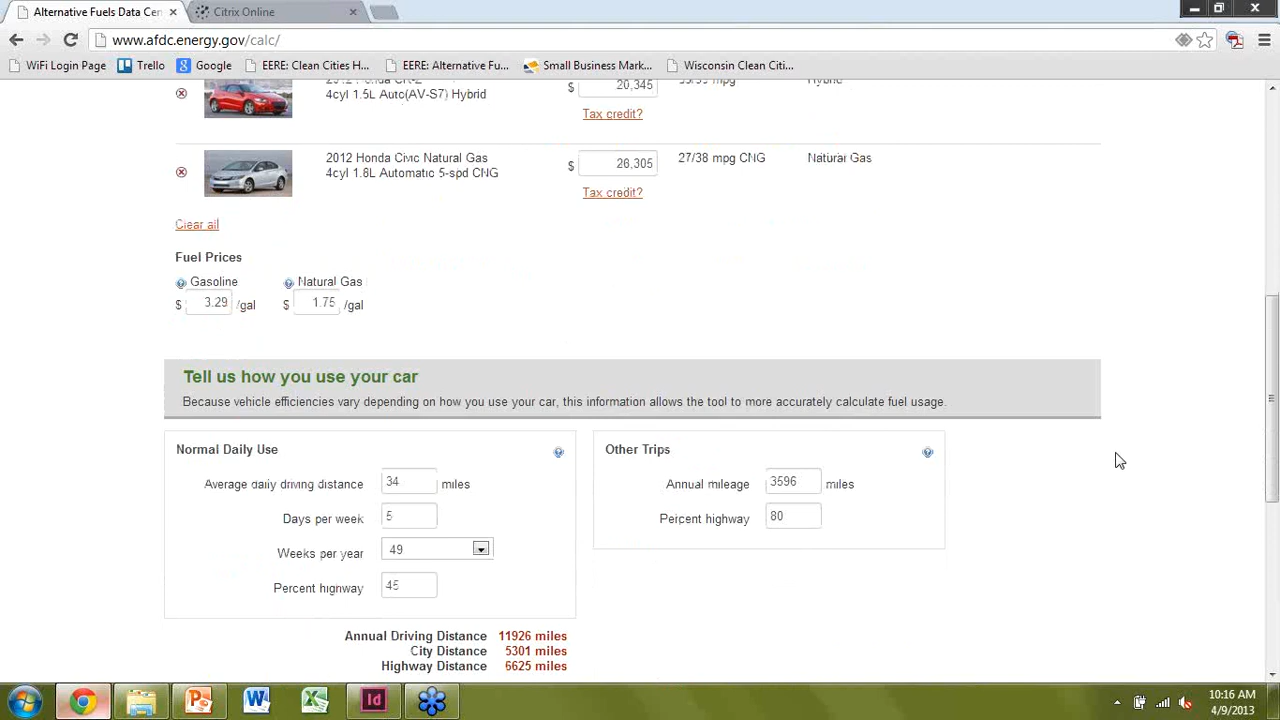 Alternative Fuels Data Cen
Citrix Online
www.afdc.energy.gov/calc/
WiFi Login Page
Trello
Google
EERE: Clean Cities H...
EERE: Alternative Fu...
Small Business Mark...
Wisconsin Clean Citi...
4cyl 1.5L Auto(AV-S7) Hybrid
$ 20,345
Hybrid
Tax credit?
2012 Honda Civic Natural Gas
4cyl 1.8L Automatic 5-spd CNG
$ 26,305
27/38 mpg CNG
Natural Gas
Tax credit?
Clear all
Fuel Prices
Gasoline
Natural Gas
$ 3.29 /gal
$ 1.75 /gal
Tell us how you use your car
Because vehicle efficiencies vary depending on how you use your car, this information allows the tool to more accurately calculate fuel usage.
Normal Daily Use
Average daily driving distance 34 miles
Days per week 5
Weeks per year 49
Percent highway 45
Other Trips
Annual mileage 3596 miles
Percent highway 80
Annual Driving Distance 11926 miles
City Distance 5301 miles
Highway Distance 6625 miles
10:16 AM
4/9/2013